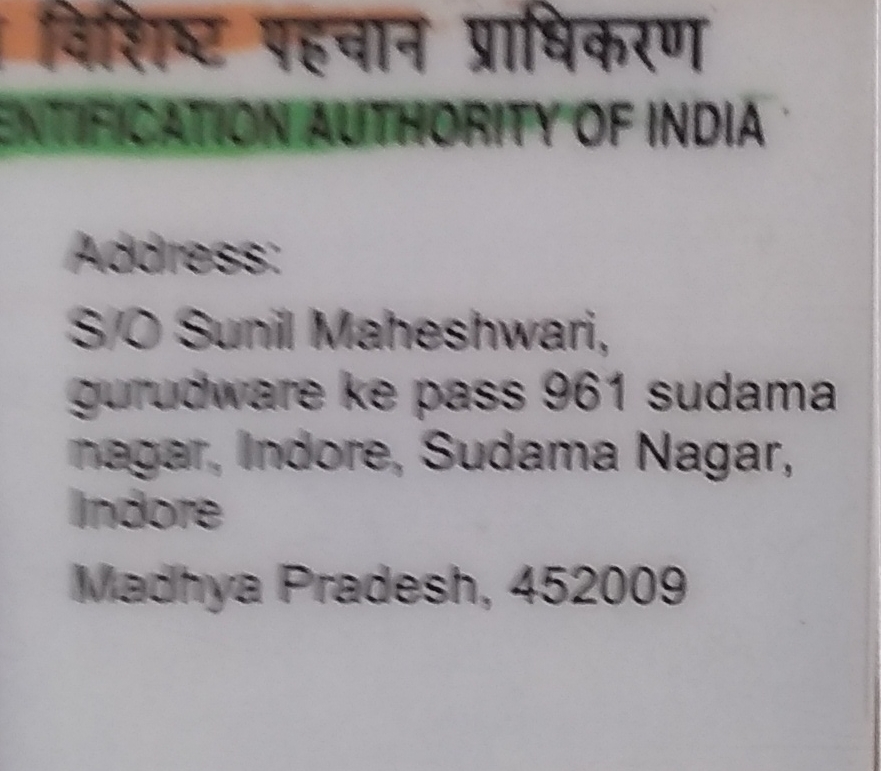 विशिष्ट पहचान प्राधिकरण
ENTIFICATION AUTHORITY OF INDIA
Address:
S/O Sunil Maheshwari,
gurudware ke pass 961 sudama
nagar, Indore, Sudama Nagar,
Indore
Madhya Pradesh, 452009